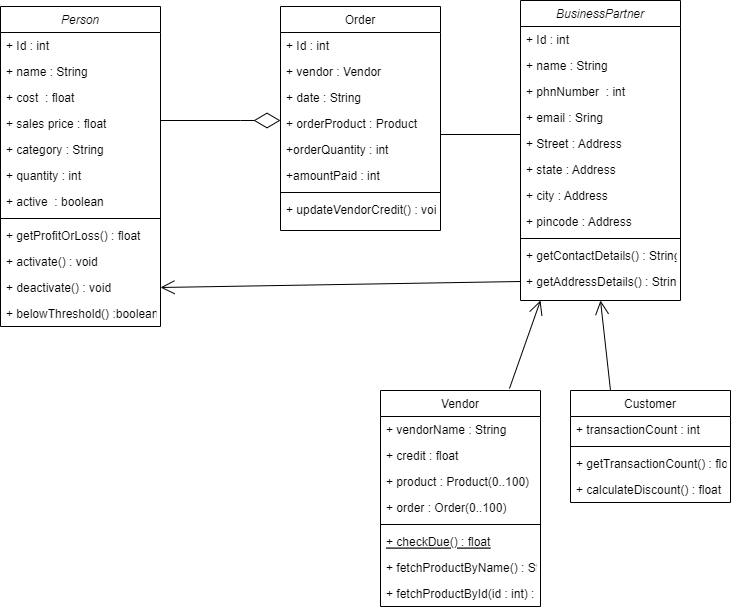 Person
+ Id : int
+ name : String
+ cost  : float
+ sales price : float
+ category : String
+ quantity : int
+ active  : boolean
+ getProfitOrLoss() : float
+ activate() : void
+ deactivate() : void
+ belowThreshold() :boolean
Order
+ Id : int
+ vendor : Vendor
+ date : String
+ orderProduct : Product
+orderQuantity : int
+amountPaid : int
+ updateVendorCredit() : voi
BusinessPartner
+ Id : int
+ name : String
+ phnNumber  : int
+ email : Sring
+ Street : Address
+ state : Address
+ city : Address
+ pincode : Address
+ getContactDetails() : String
+ getAddressDetails() : Strin
Vendor
+ vendorName : String
+ credit : float
+ product : Product(0..100)
+ order : Order(0..100)
+ checkDue() : float
+ fetchProductByName() : S
+ fetchProductById(id : int) :
Customer
+ transactionCount : int
+ getTransactionCount() : flo
+ calculateDiscount() : float